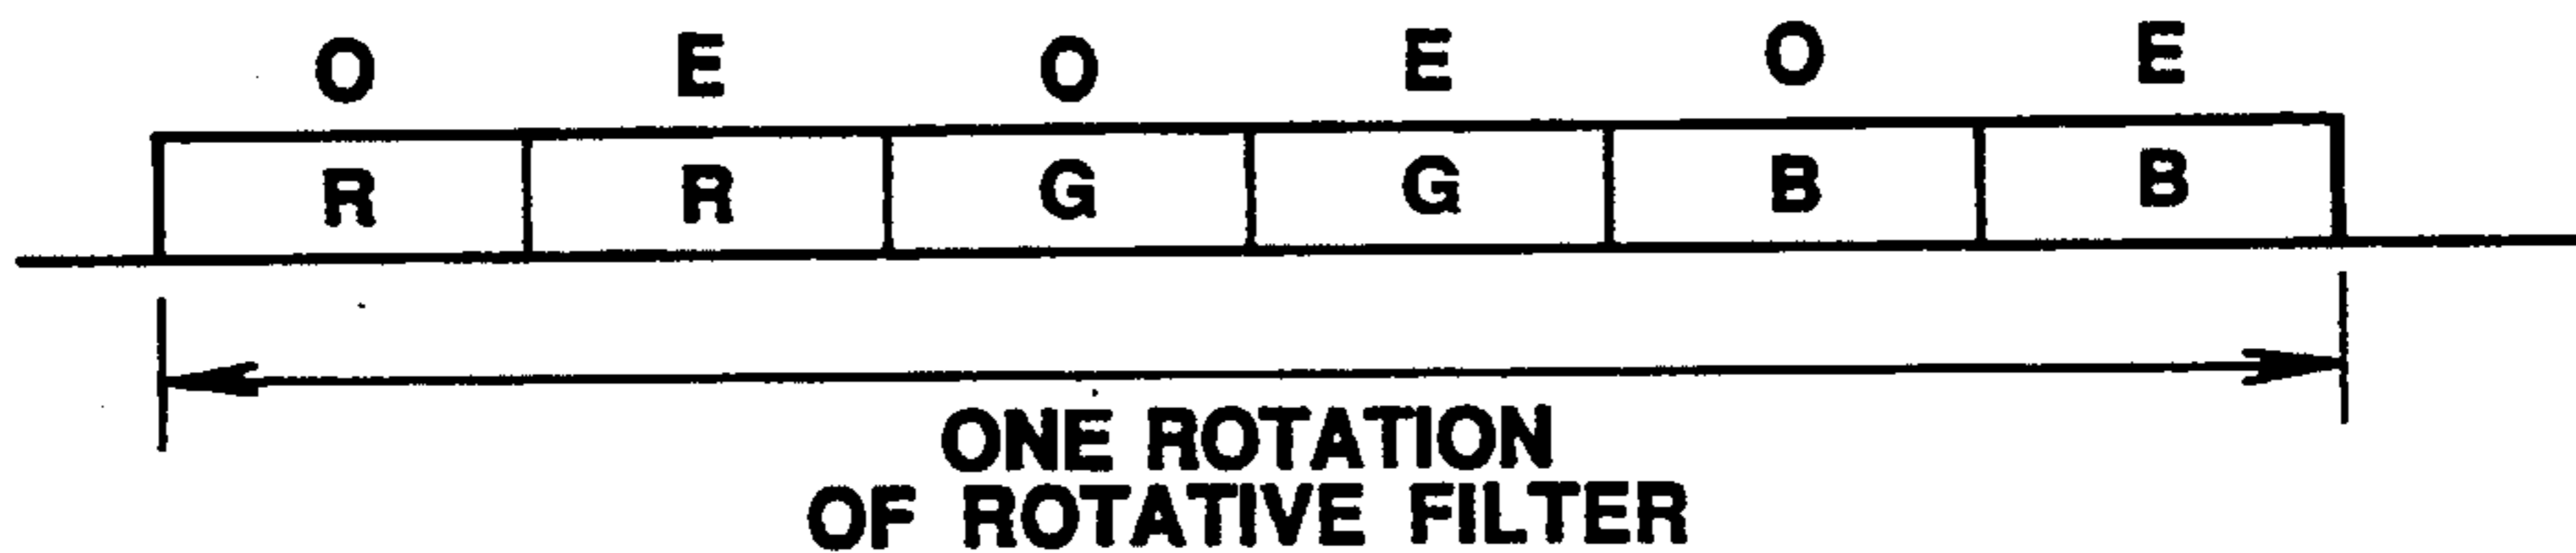 O E O E O E
R R G G B B
ONE ROTATION
OF ROTATIVE FILTER